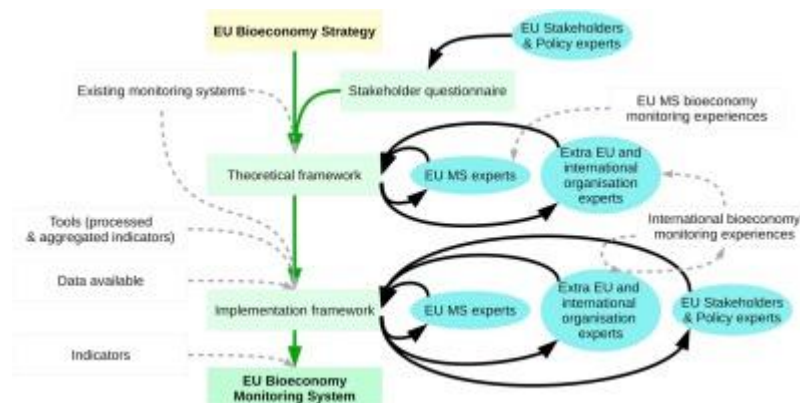 EU Bioeconomy Strategy
EU Stakeholders
& Policy experts
Existing monitoring systems
Stakeholder questionnaire
EU MS bioeconomy
monitoring experiences
Theoretical framework
EU MS experts
Extra EU and
international
organisation
experts
Tools (processed
& aggregated indicators)
International bioeconomy
monitoring experiences
Data available
Implementation framework
EU MS experts
Extra EU and
international
organisation
experts
EU Stakeholders
& Policy experts
Indicators
EU Bioeconomy
Monitoring System